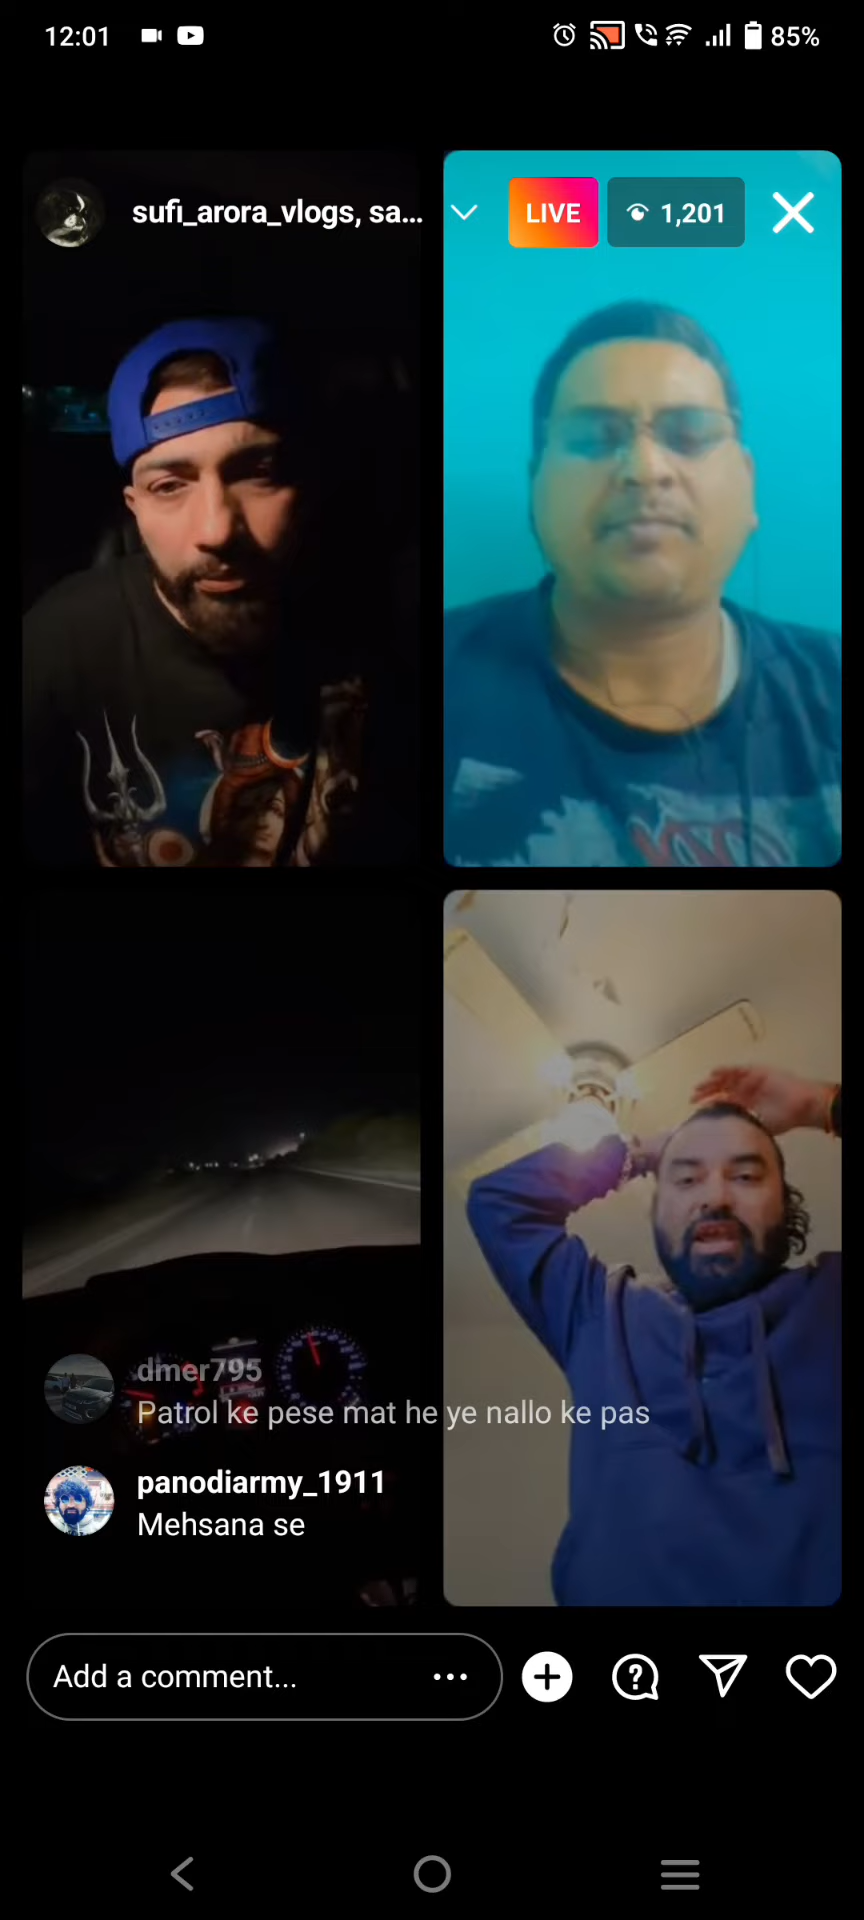 12:01
85%
sufi_arora_vlogs, sa...
LIVE
1,201
dmer795
Patrol ke pese mat he ye nallo ke pas
panodiarmy_1911
Mehsana se
Add a comment...